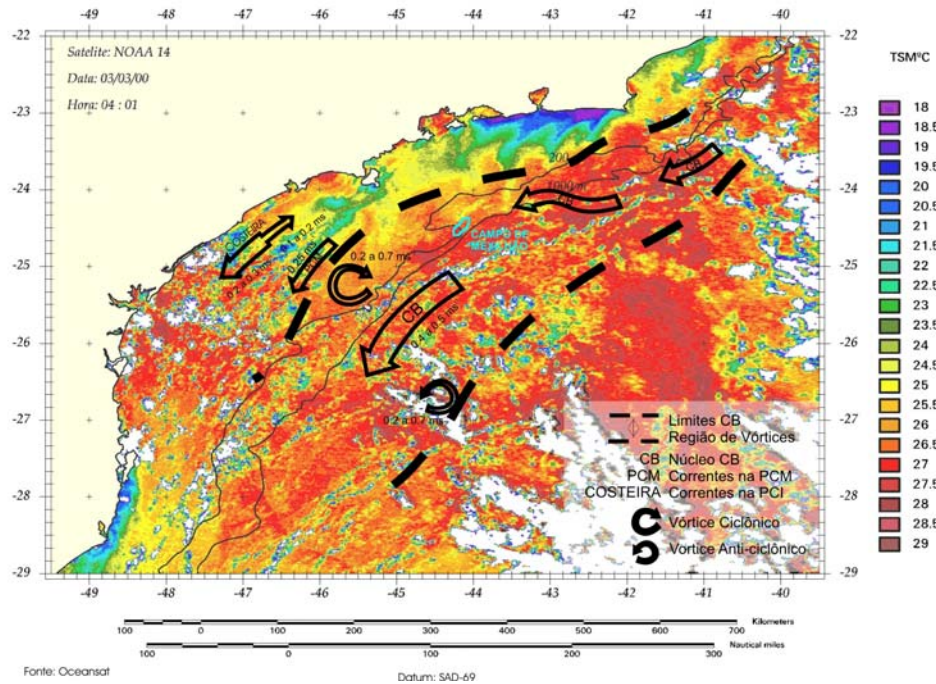 -49 -48 -47 -46 -45 -44 -43 -42 -41 -40
-22 -22
Satelite: NOAA 14
Data: 03/03/00
Hora: 04 : 01
-23 -23
-24 -24
-25 -25
-26 -26
-27 -27
-28 -28
-29 -29
200
1000m
CB
CB
CAMPO DE
MEXILHÃO
COSTEIRA
0.2 a 0.7 ms
CB
0.2 a 0.7 ms
Limites CB
Região de Vórtices
CB Núcleo CB
PCM Correntes na PCM
COSTEIRA Correntes na PCI
Vórtice Ciclônico
Vortice Anti-ciclônico
-49 -48 -47 -46 -45 -44 -43 -42 -41 -40
TSMºC
18
18.5
19
19.5
20
20.5
21
21.5
22
22.5
23
23.5
24
24.5
25
25.5
26
26.5
27
27.5
28
28.5
29
100 0 100 200 300 400 500 600 700 Kilometers
100 0 100 200 300 Nautical miles
Fonte: Oceansat
Datum: SAD-69